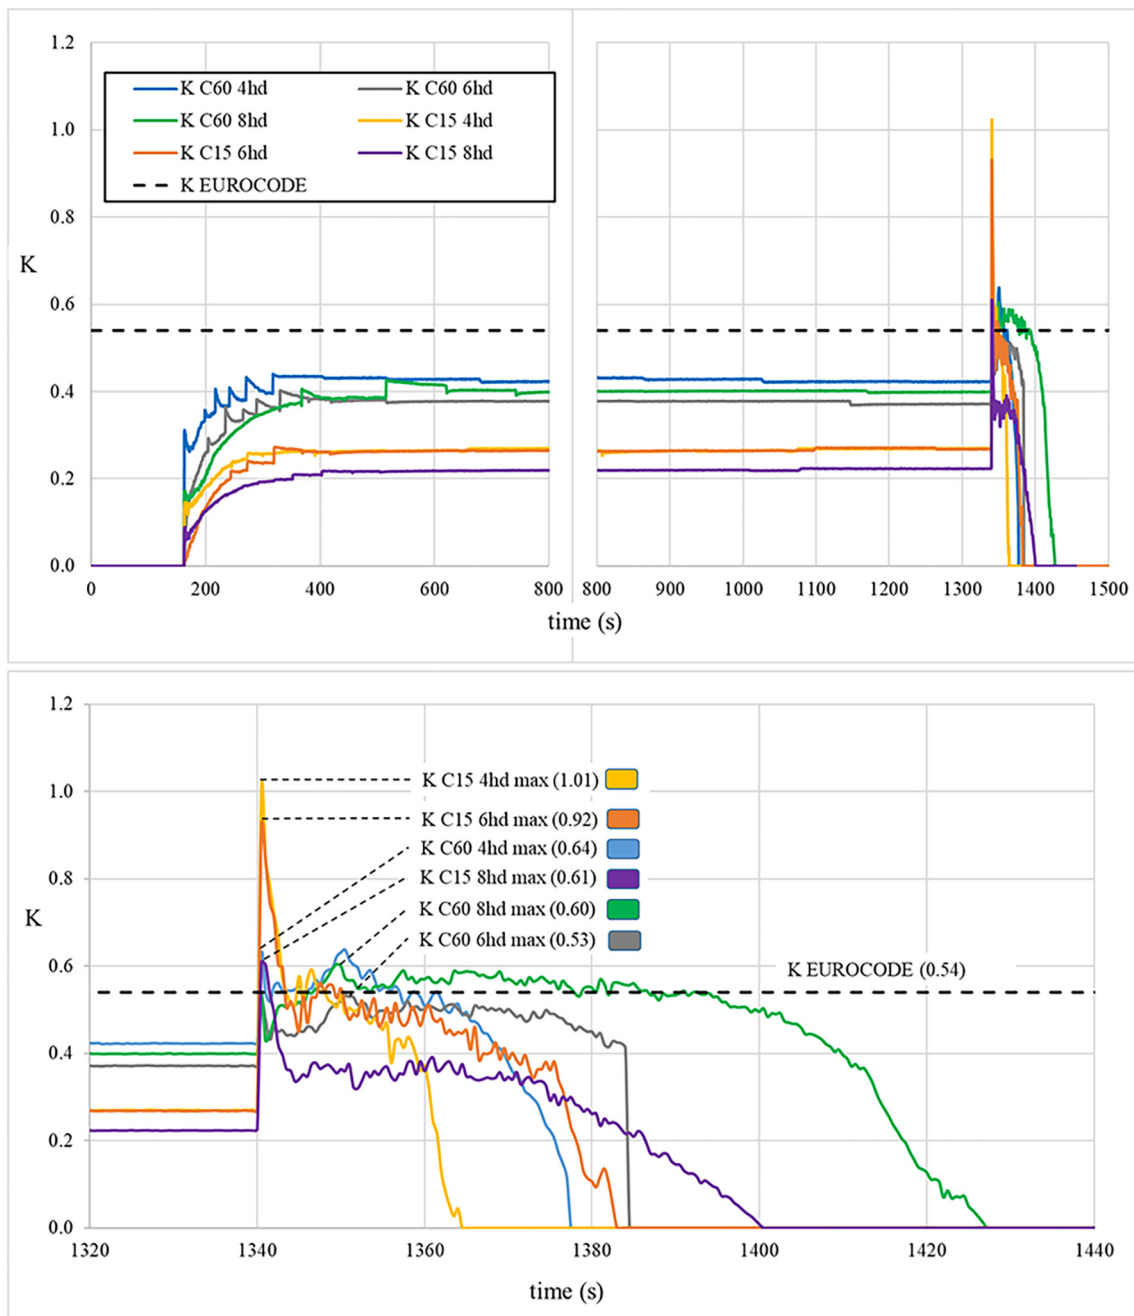 1.2
1.0
0.8
0.6
0.4
0.2
0.0
K
K C60 4hd K C60 6hd
K C60 8hd K C15 4hd
K C15 6hd K C15 8hd
K EUROCODE
0 200 400 600 800 800 900 1000 1100 1200 1300 1400 1500
time (s)
1.2
1.0
0.8
0.6
0.4
0.2
0.0
K
K C15 4hd max (1.01)
K C15 6hd max (0.92)
K C60 4hd max (0.64)
K C15 8hd max (0.61)
K C60 8hd max (0.60)
K C60 6hd max (0.53)
K EUROCODE (0.54)
1320 1340 1360 1380 1400 1420 1440
time (s)